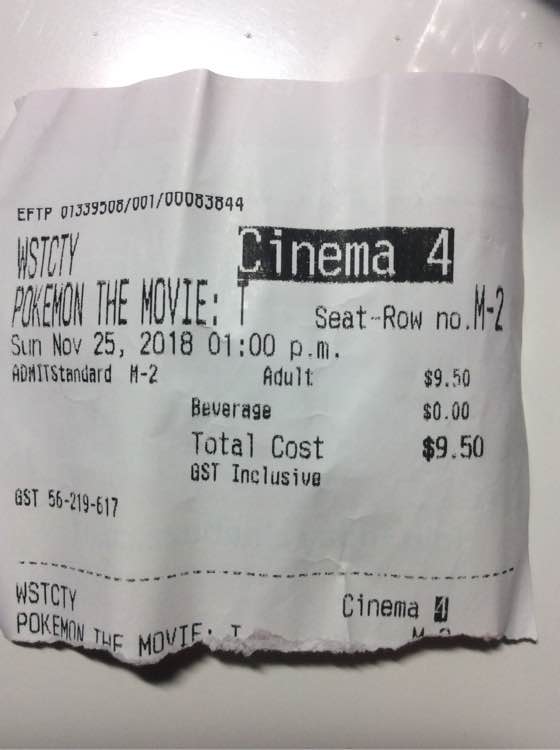 EFTP 01339508/001/00083844
WSTCTY Cinema 4
POKEMON THE MOVIE: T Seat-Row no.M-2
Sun Nov 25, 2018 01:00 p.m.
ADMITStandard M-2 Adult $9.50
Beverage $0.00
Total Cost $9.50
GST Inclusive
GST 56-219-617
WSTCTY Cinema 4
POKEMON THE MOVIE: T